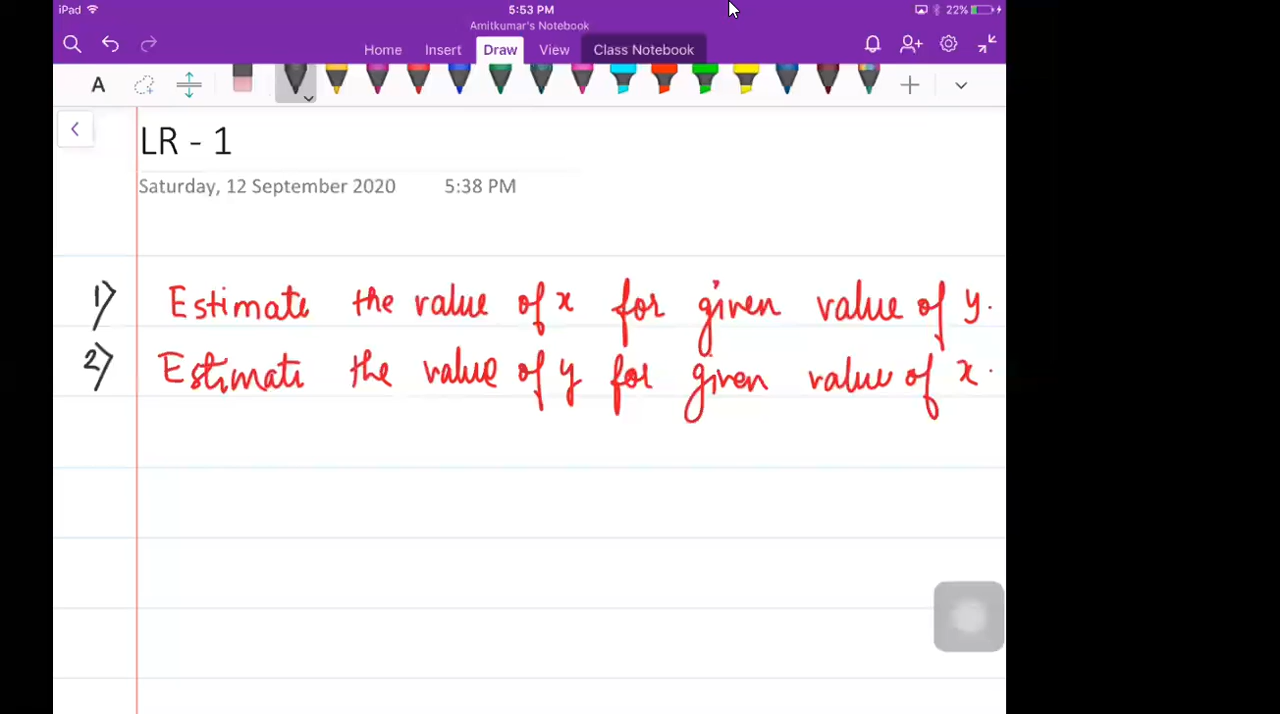 iPad 5:53 PM 22%
Amitkumar's Notebook
Home Insert Draw View Class Notebook
A
LR - 1
Saturday, 12 September 2020 5:38 PM
1) Estimate the value of x for given value of y.
2) Estimate the value of y for given value of x.